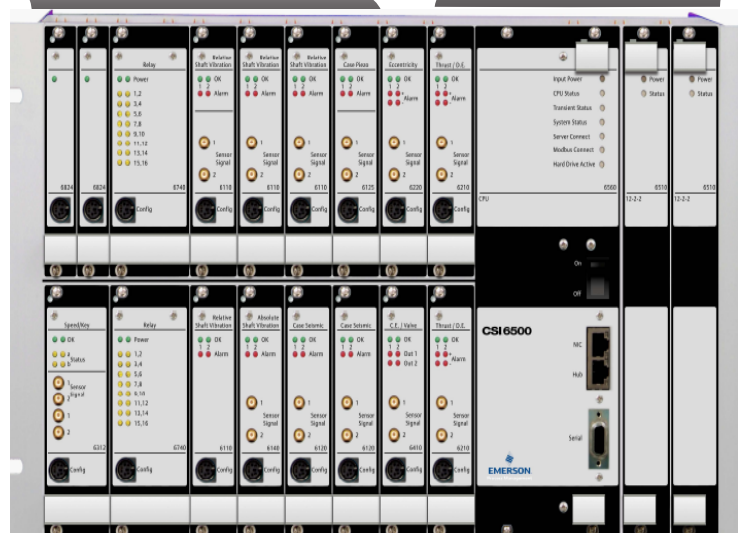 Relay
Relative
Shaft Vibration
Relative
Shaft Vibration
Relative
Shaft Vibration
Case Piezo
Eccentricity
Thrust / D.E.
Power
1,2
3,4
5,6
7,8
9,10
11,12
13,14
15,16
OK
1 2
Alarm
OK
1 2
Alarm
OK
1 2
Alarm
OK
1 2
Alarm
OK
1 2
+
Alarm
-
OK
1 2
+
Alarm
-
1
Sensor
Signal
2
1
Sensor
Signal
2
1
Sensor
Signal
2
1
Sensor
Signal
2
1
Sensor
Signal
2
1
Sensor
Signal
2
6824
6824
6740
6110
6110
6110
6125
6220
6210
Config
Config
Config
Config
Config
Config
Config
Input Power
CPU Status
Transient Status
System Status
Server Connect
Modbus Connect
Hard Drive Active
6560
CPU
Power
Status
6510
12-2-2
Power
Status
6510
12-2-2
On
Off
Speed/Key
Relay
Relative
Shaft Vibration
Absolute
Shaft Vibration
Case Seismic
Case Seismic
C.E. / Valve
Thrust / D.E.
OK
a
Status
b
1
Sensor
2
Signal
1
2
6312
Config
Power
1,2
3,4
5,6
7,8
9,10
11,12
13,14
15,16
6740
Config
OK
1 2
Alarm
6110
Config
OK
1 2
Alarm
1
Sensor
Signal
2
6140
Config
OK
1 2
Alarm
1
Sensor
Signal
2
6120
Config
OK
1 2
Alarm
1
Sensor
Signal
2
6120
Config
OK
1 2
Out 1
Out 2
1
Sensor
Signal
2
6410
Config
OK
1 2
+
Alarm
-
1
Sensor
Signal
2
6210
Config
CSI 6500
NIC
Hub
Serial
EMERSON